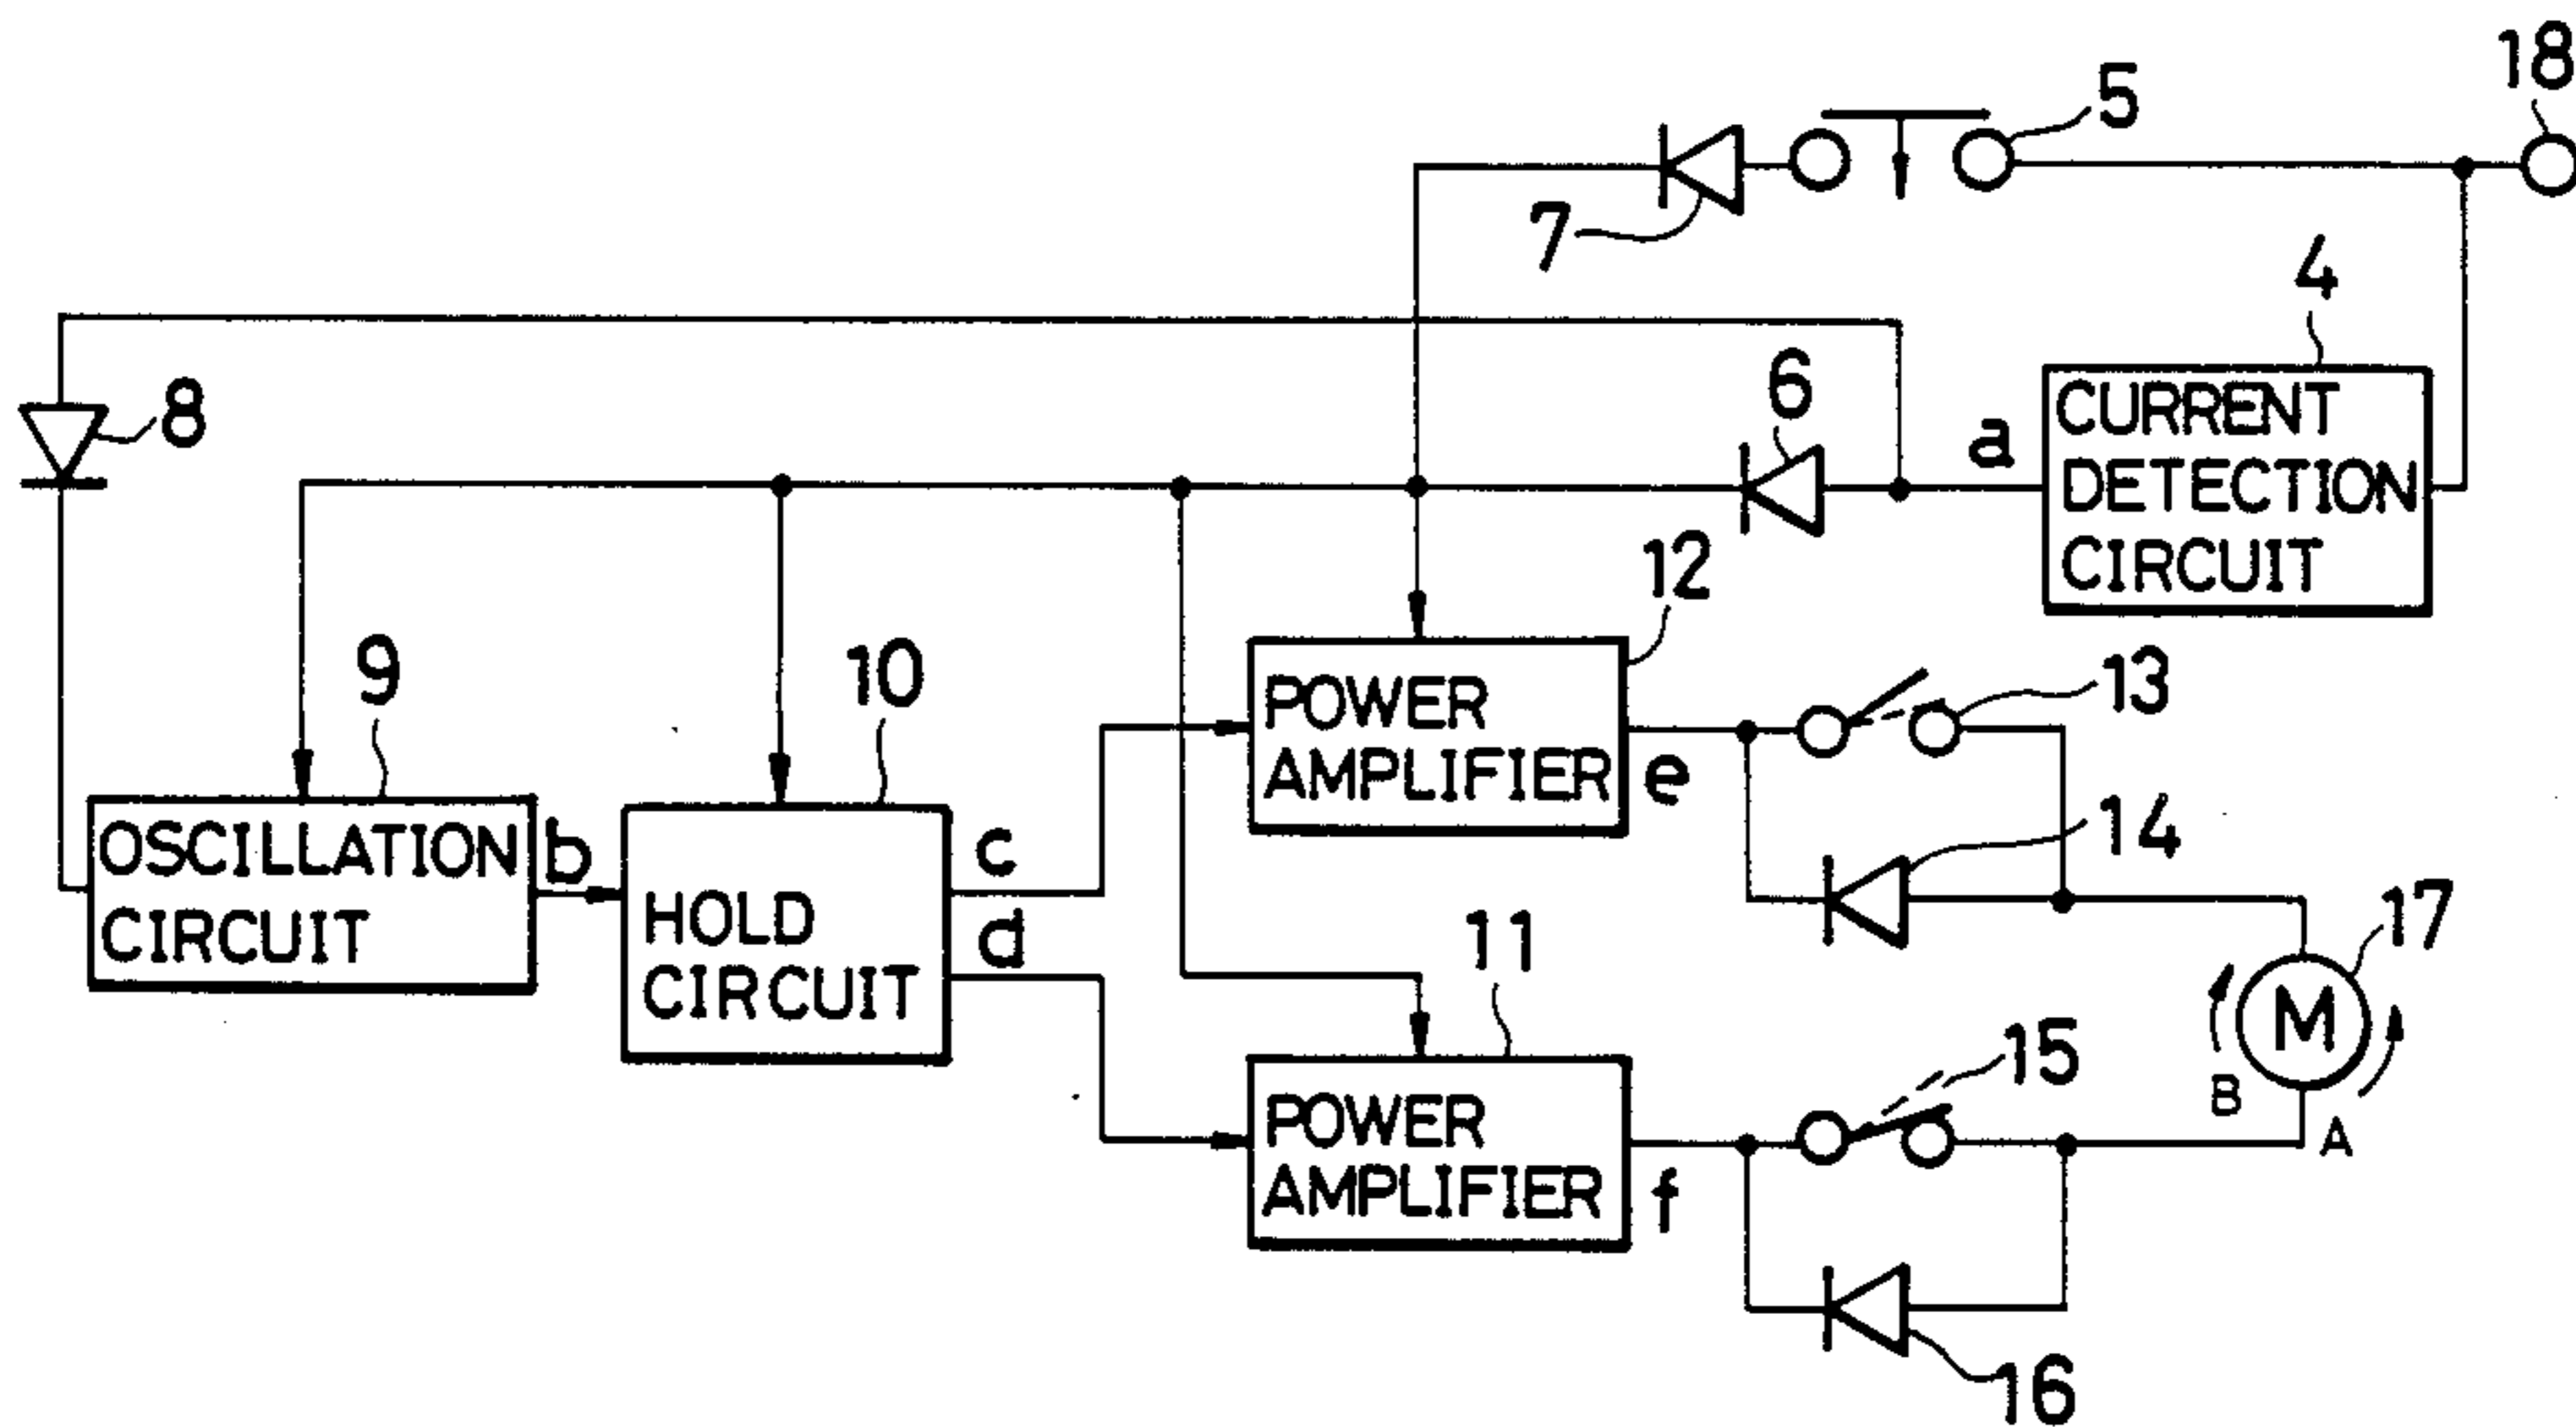 18
5
7
4
8
6
a
CURRENT
DETECTION
CIRCUIT
12
9
10
13
POWER
AMPLIFIER
e
OSCILLATION
CIRCUIT
b
HOLD
CIRCUIT
c
d
14
11
17
M
B
A
15
POWER
AMPLIFIER
f
16